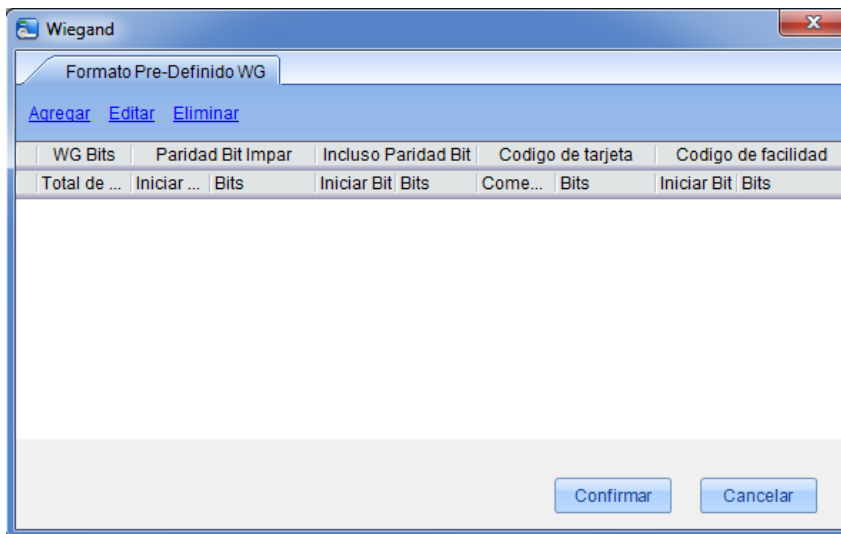 Wiegand
Formato Pre-Definido WG
Agregar Editar Eliminar
WG Bits Paridad Bit Impar Incluso Paridad Bit Codigo de tarjeta Codigo de facilidad
Total de ... Iniciar ... Bits Iniciar Bit Bits Come... Bits Iniciar Bit Bits
Confirmar Cancelar